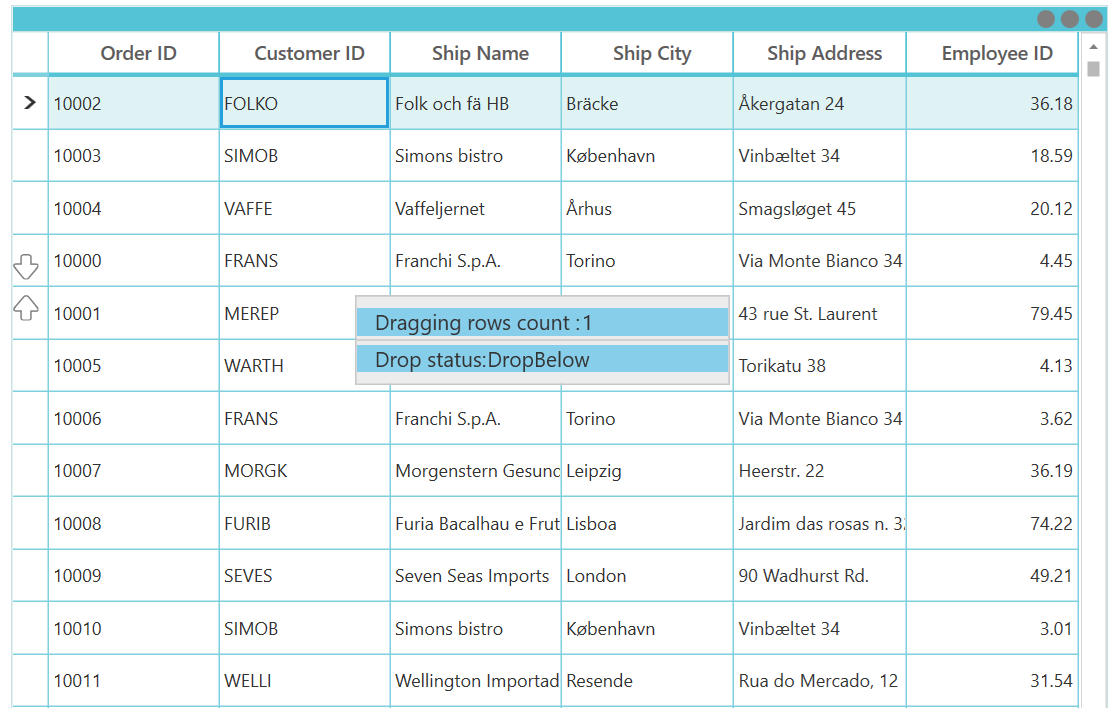 Order ID Customer ID Ship Name Ship City Ship Address Employee ID
10002 FOLKO Folk och fä HB Bräcke Åkergatan 24 36.18
10003 SIMOB Simons bistro København Vinbæltet 34 18.59
10004 VAFFE Vaffeljernet Århus Smagsløget 45 20.12
10000 FRANS Franchi S.p.A. Torino Via Monte Bianco 34 4.45
10001 MEREP 43 rue St. Laurent 79.45
Dragging rows count :1
Drop status:DropBelow
10005 WARTH Torikatu 38 4.13
10006 FRANS Franchi S.p.A. Torino Via Monte Bianco 34 3.62
10007 MORGK Morgenstern Gesund Leipzig Heerstr. 22 36.19
10008 FURIB Furia Bacalhau e Frut Lisboa Jardim das rosas n. 32 74.22
10009 SEVES Seven Seas Imports London 90 Wadhurst Rd. 49.21
10010 SIMOB Simons bistro København Vinbæltet 34 3.01
10011 WELLI Wellington Importad Resende Rua do Mercado, 12 31.54